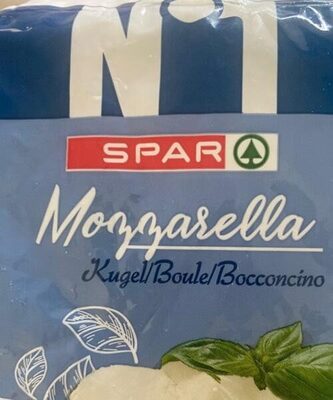 N°1
SPAR
Mozzarella
Kugel/Boule/Bocconcino